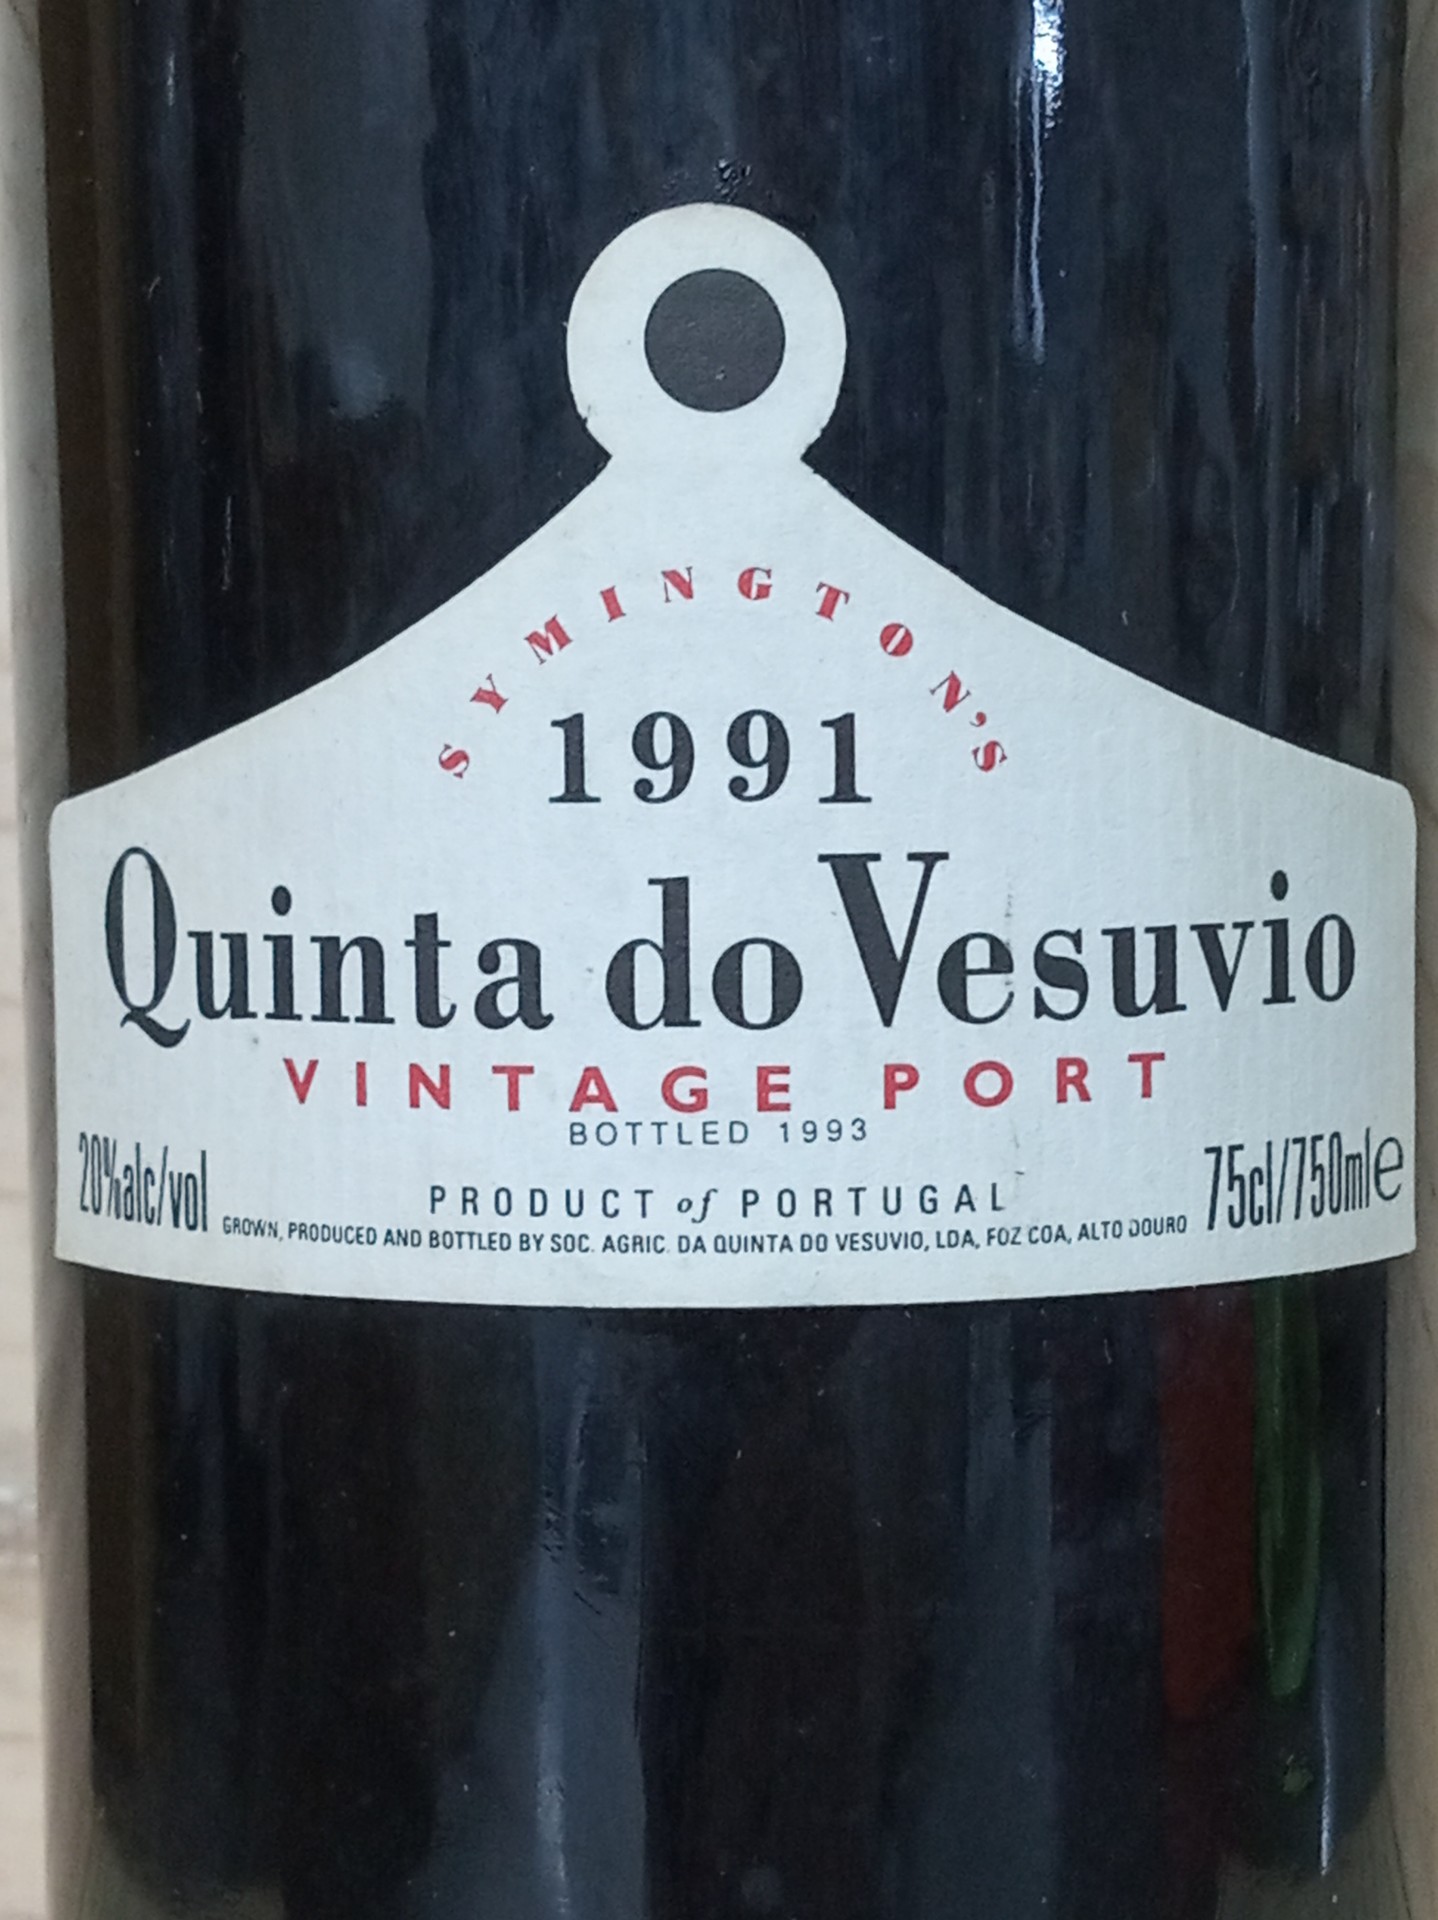 SYMINGTON'S
1991
Quinta do Vesuvio
VINTAGE PORT
BOTTLED 1993
20%alc/vol
PRODUCT of PORTUGAL
75cl/750ml e
GROWN, PRODUCED AND BOTTLED BY SOC. AGRIC. DA QUINTA DO VESUVIO, LDA, FOZ COA, ALTO DOURO